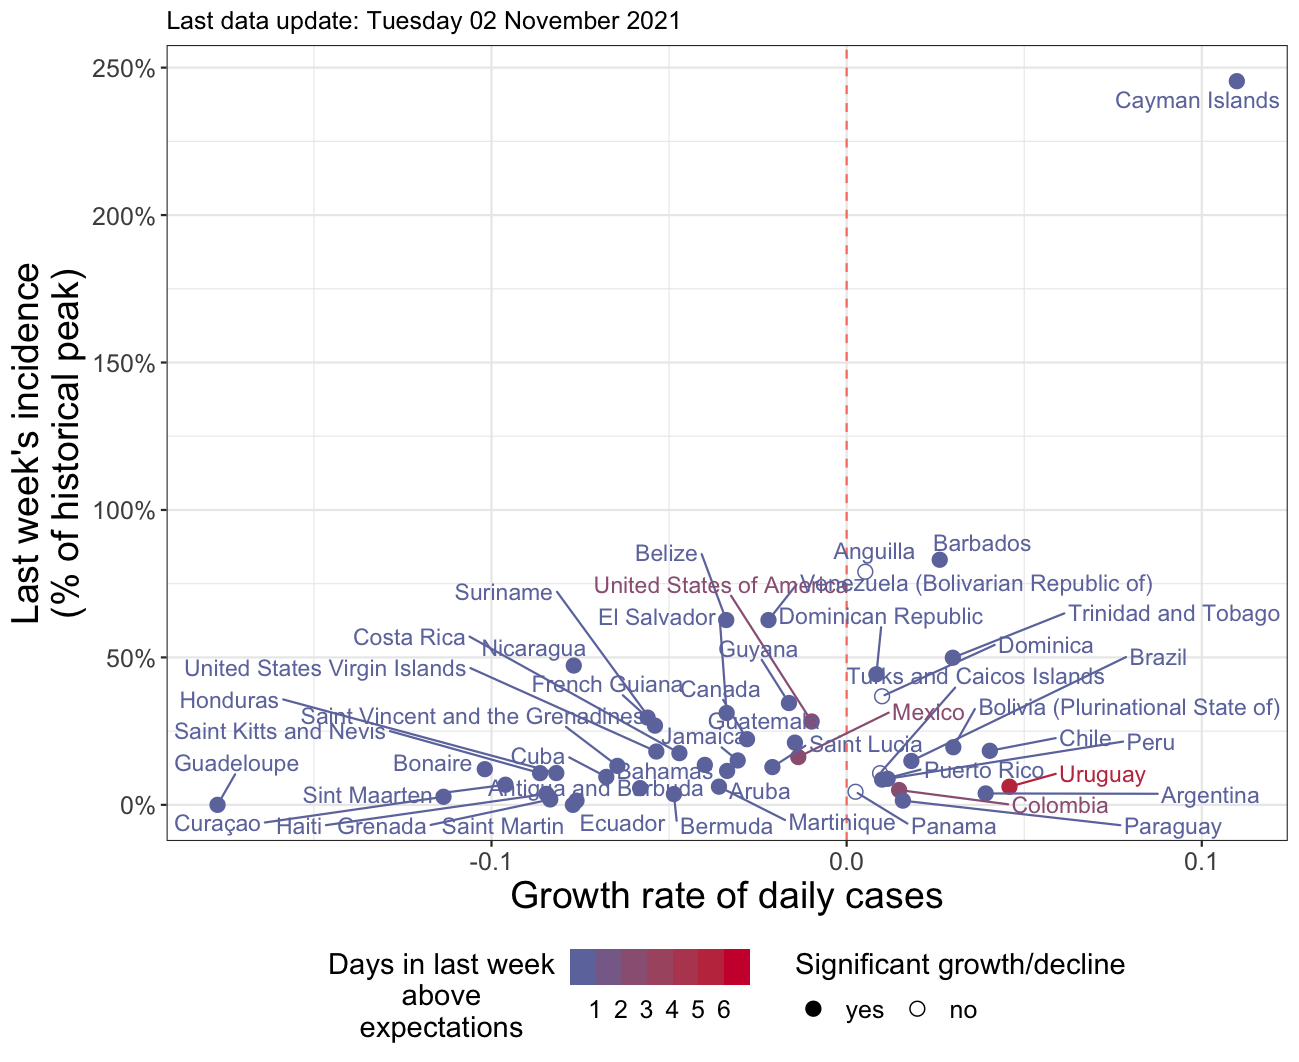 Last data update: Tuesday 02 November 2021
Last week's incidence
(% of historical peak)
250%
200%
150%
100%
50%
0%
Cayman Islands
Barbados
Anguilla
Belize
United States of America
Venezuela (Bolivarian Republic of)
Suriname
El Salvador
Dominican Republic
Trinidad and Tobago
Costa Rica
Nicaragua
Guyana
Dominica
Brazil
United States Virgin Islands
French Guiana
Canada
Turks and Caicos Islands
Honduras
Saint Vincent and the Grenadines
Guatemala
Mexico
Bolivia (Plurinational State of)
Saint Kitts and Nevis
Jamaica
Saint Lucia
Chile
Peru
Guadeloupe
Bonaire
Cuba
Bahamas
Puerto Rico
Uruguay
Sint Maarten
Antigua and Barbuda
Aruba
Colombia
Argentina
Curaçao
Haiti
Grenada
Saint Martin
Ecuador
Bermuda
Martinique
Panama
Paraguay
-0.1
0.0
0.1
Growth rate of daily cases
Days in last week
above
expectations
1 2 3 4 5 6
Significant growth/decline
yes
no